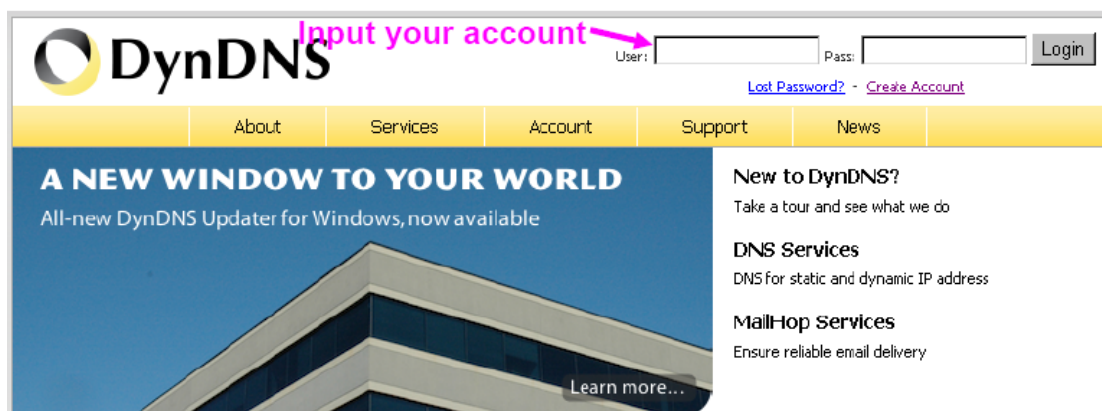 Input your account
DynDNS
User: Pass: Login
Lost Password? - Create Account
About Services Account Support News
A NEW WINDOW TO YOUR WORLD
All-new DynDNS Updater for Windows, now available
Learn more...
New to DynDNS?
Take a tour and see what we do
DNS Services
DNS for static and dynamic IP address
MailHop Services
Ensure reliable email delivery